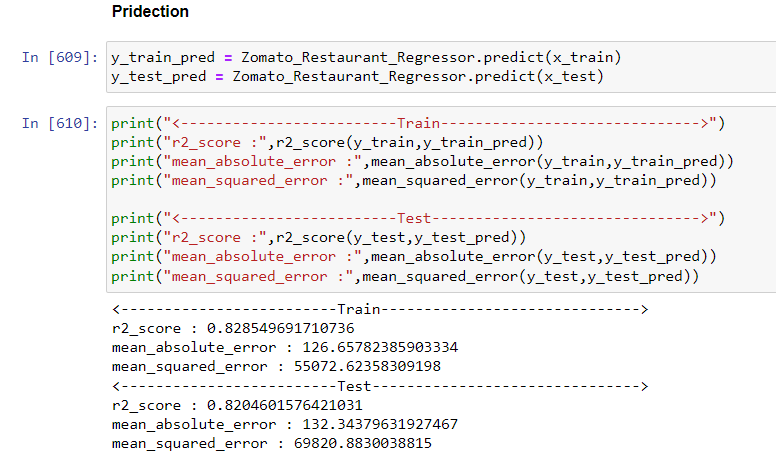 Pridection
In [609]: y_train_pred = Zomato_Restaurant_Regressor.predict(x_train)
y_test_pred = Zomato_Restaurant_Regressor.predict(x_test)
In [610]: print("<-------------------------Train------------------------------>")
print("r2_score :",r2_score(y_train,y_train_pred))
print("mean_absolute_error :",mean_absolute_error(y_train,y_train_pred))
print("mean_squared_error :",mean_squared_error(y_train,y_train_pred))
print("<-------------------------Test------------------------------->")
print("r2_score :",r2_score(y_test,y_test_pred))
print("mean_absolute_error :",mean_absolute_error(y_test,y_test_pred))
print("mean_squared_error :",mean_squared_error(y_test,y_test_pred))
<-------------------------Train------------------------------>
r2_score : 0.828549691710736
mean_absolute_error : 126.65782385903334
mean_squared_error : 55072.62358309198
<-------------------------Test------------------------------->
r2_score : 0.8204601576421031
mean_absolute_error : 132.34379631927467
mean_squared_error : 69820.8830038815